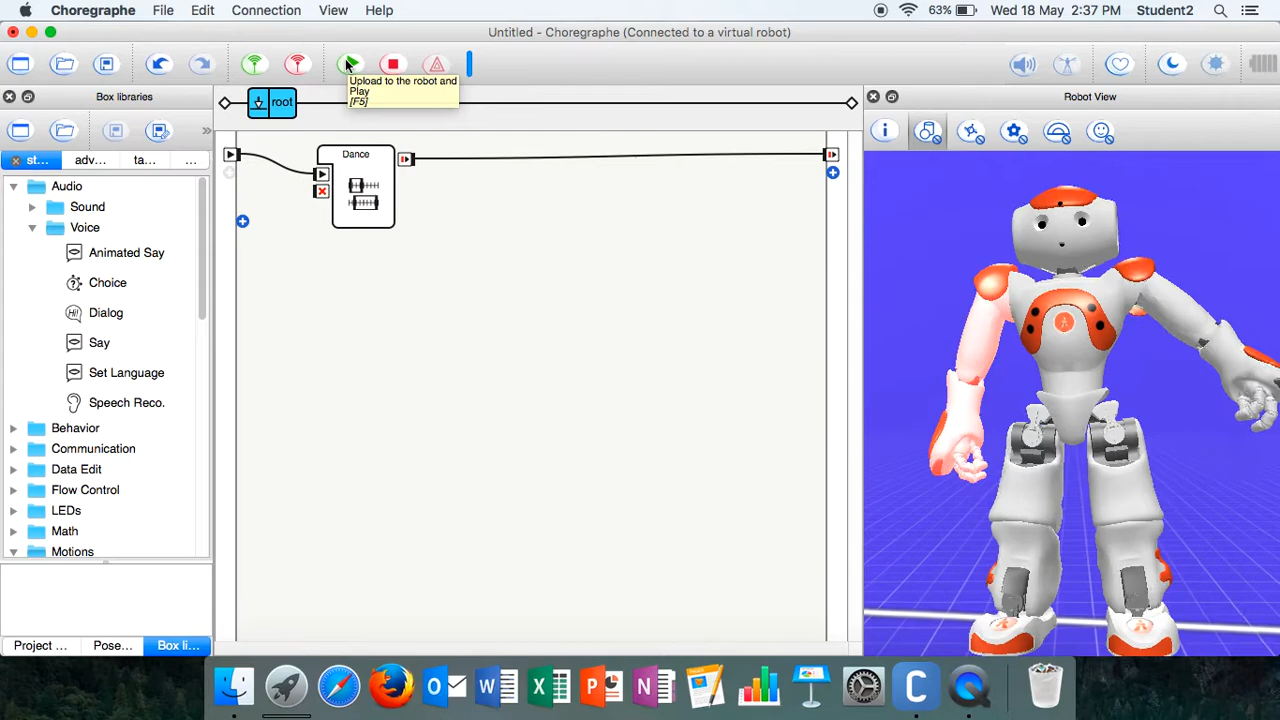 Choregraphe File Edit Connection View Help 63% Wed 18 May 2:37 PM Student2
Untitled - Choregraphe (Connected to a virtual robot)
Upload to the robot and
Play
[F5]
Box libraries
root
Robot View
st... adv... ta... ...
Dance
Audio
Sound
Voice
Animated Say
Choice
Hi! Dialog
Say
Set Language
Speech Reco.
Behavior
Communication
Data Edit
Flow Control
LEDs
Math
Motions
Project ... Pose... Box li...